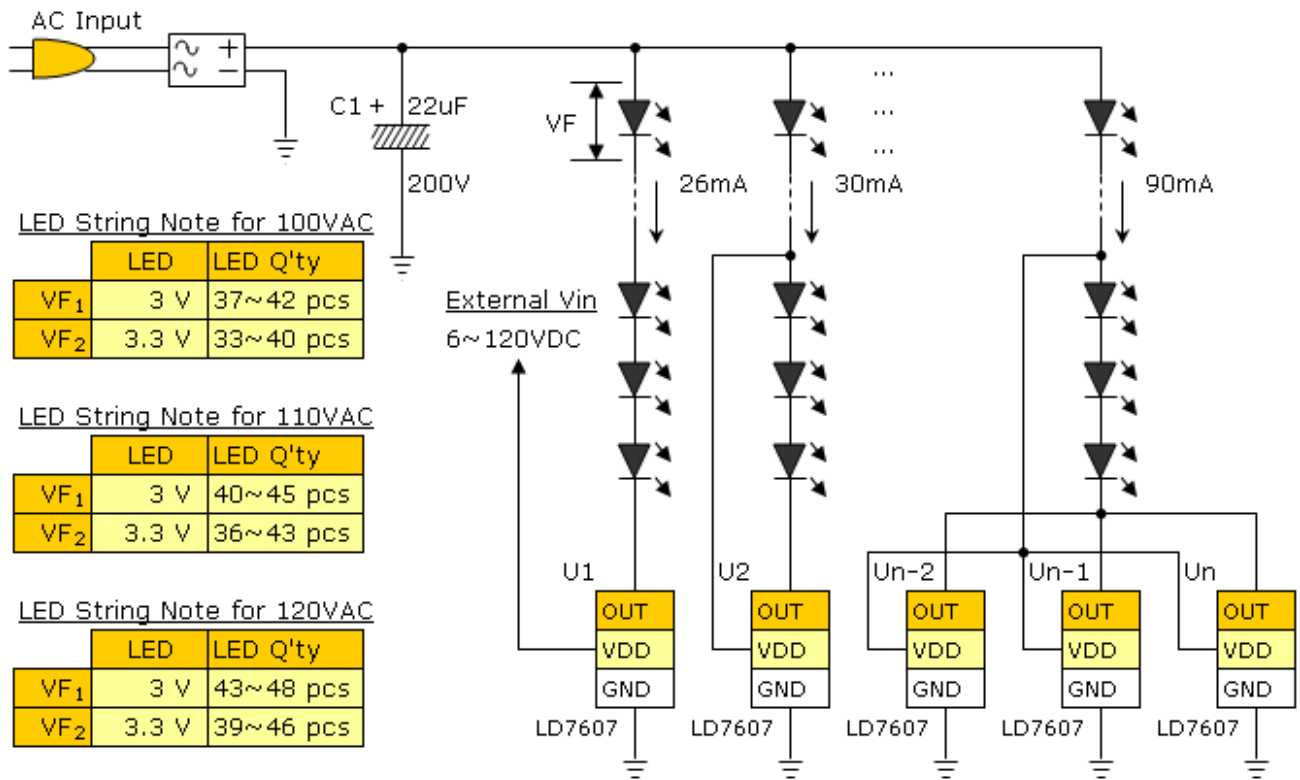 AC Input
+
−
C1 + 22uF
200V
VF
...
...
...
26mA
30mA
90mA
LED String Note for 100VAC
LED LED Q'ty
VF1 3 V 37~42 pcs
VF2 3.3 V 33~40 pcs
External Vin
6~120VDC
LED String Note for 110VAC
LED LED Q'ty
VF1 3 V 40~45 pcs
VF2 3.3 V 36~43 pcs
LED String Note for 120VAC
LED LED Q'ty
VF1 3 V 43~48 pcs
VF2 3.3 V 39~46 pcs
U1
OUT
VDD
GND
LD7607
U2
OUT
VDD
GND
LD7607
Un-2
OUT
VDD
GND
LD7607
Un-1
OUT
VDD
GND
LD7607
Un
OUT
VDD
GND
LD7607